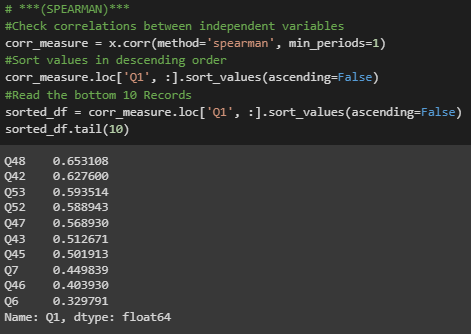 # ***(SPEARMAN)***
#Check correlations between independent variables
corr_measure = x.corr(method='spearman', min_periods=1)
#Sort values in descending order
corr_measure.loc['Q1', :].sort_values(ascending=False)
#Read the bottom 10 Records
sorted_df = corr_measure.loc['Q1', :].sort_values(ascending=False)
sorted_df.tail(10)
Q48    0.653108
Q42    0.627600
Q53    0.593514
Q52    0.588943
Q47    0.568930
Q43    0.512671
Q45    0.501913
Q7     0.449839
Q46    0.403930
Q6     0.329791
Name: Q1, dtype: float64